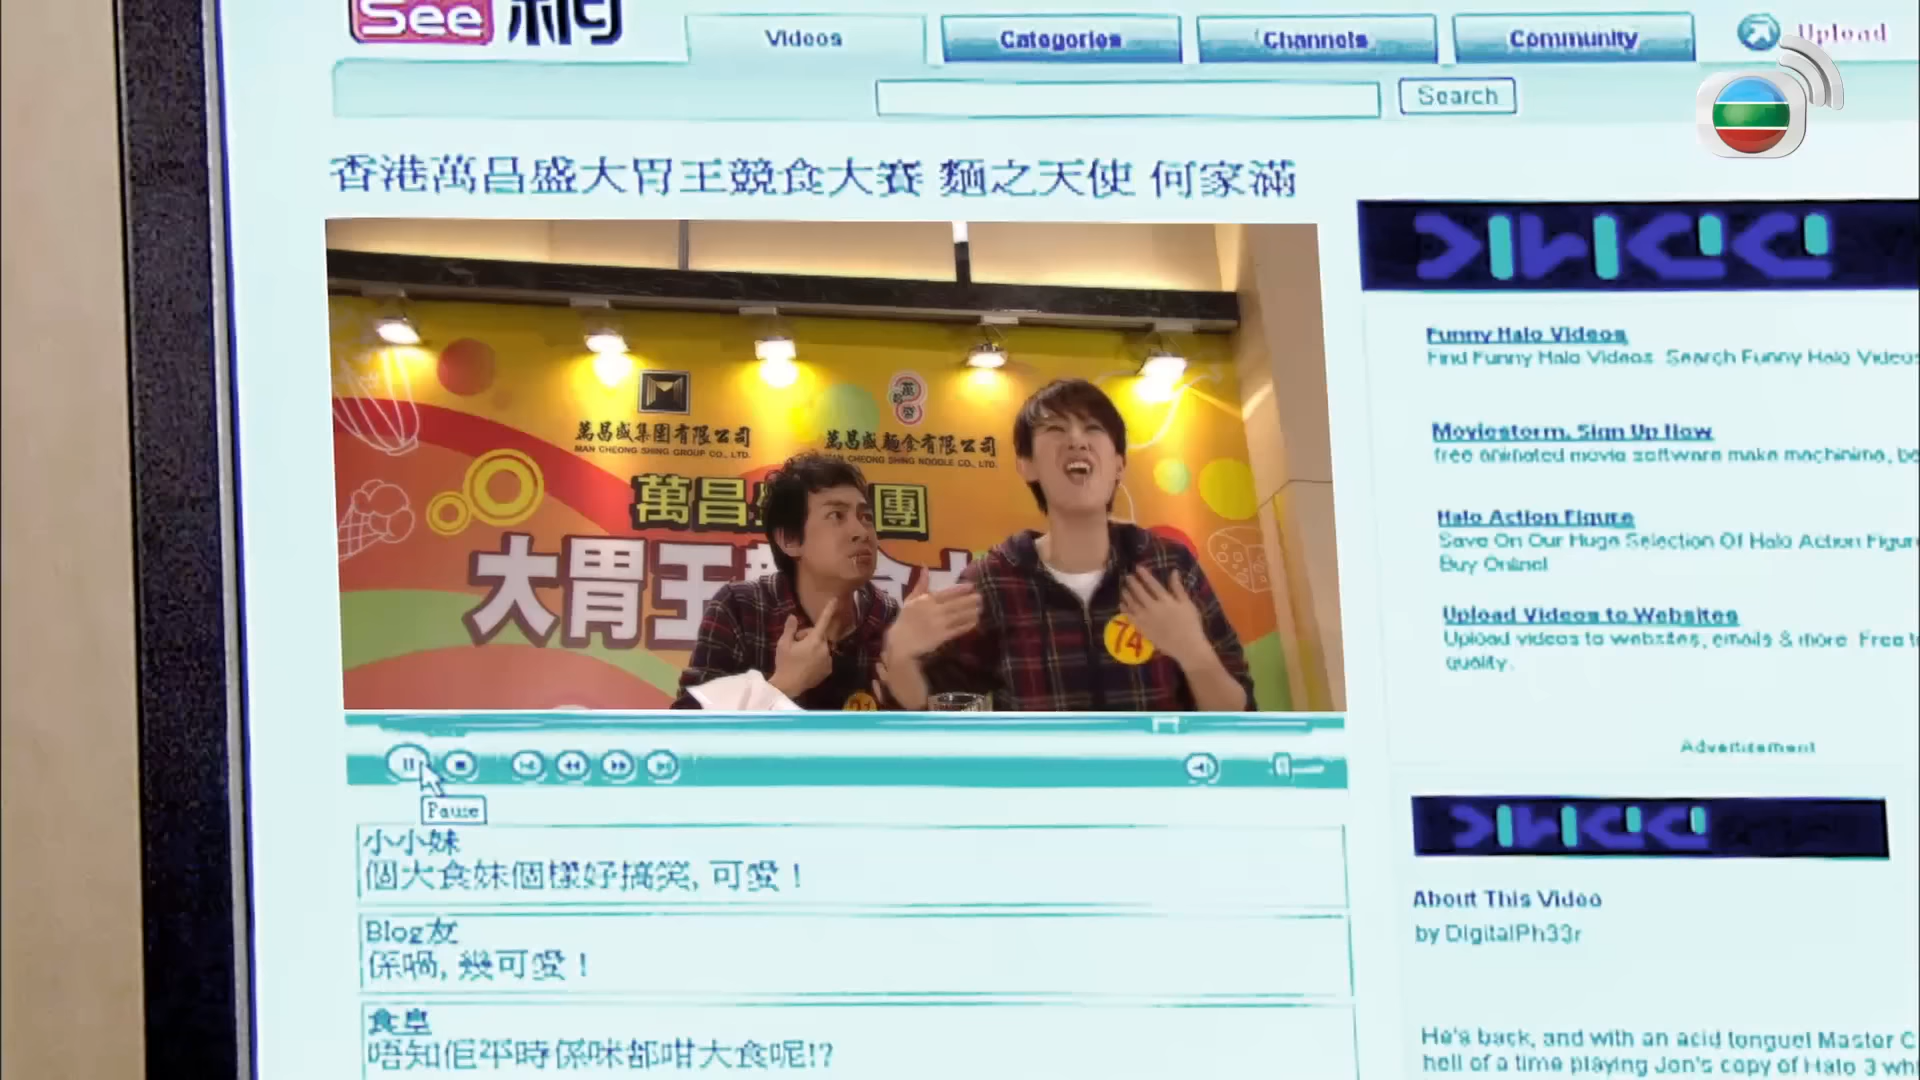 See網
Videos
Categories
Channels
Community
Upload
Search
香港萬昌盛大胃王競食大賽 麵之天使 何家滿
萬昌盛集團有限公司
MAN CHEONG SHING GROUP CO., LTD.
萬昌盛麵食有限公司
MAN CHEONG SHING NOODLE CO., LTD.
萬昌 團
大胃王
74
21
Pause
小小妹
個大食妹個樣好搞笑, 可愛！
Blog友
係喎, 幾可愛！
食皇
唔知佢平時係咪都咁大食呢!?
Funny Halo Videos
Find Funny Halo Videos. Search Funny Halo Videos
Moviestorm. Sign Up Now
free animated movie software make machinima, be
Halo Action Figure
Save On Our Huge Selection Of Halo Action Figur
Buy Online!
Upload Videos to Websites
Upload videos to websites, emails & more. Free t
quality.
Advertisement
About This Video
by DigitalPh33r
He's back, and with an acid tongue! Master C
hell of a time playing Jon's copy of Halo 3 wh